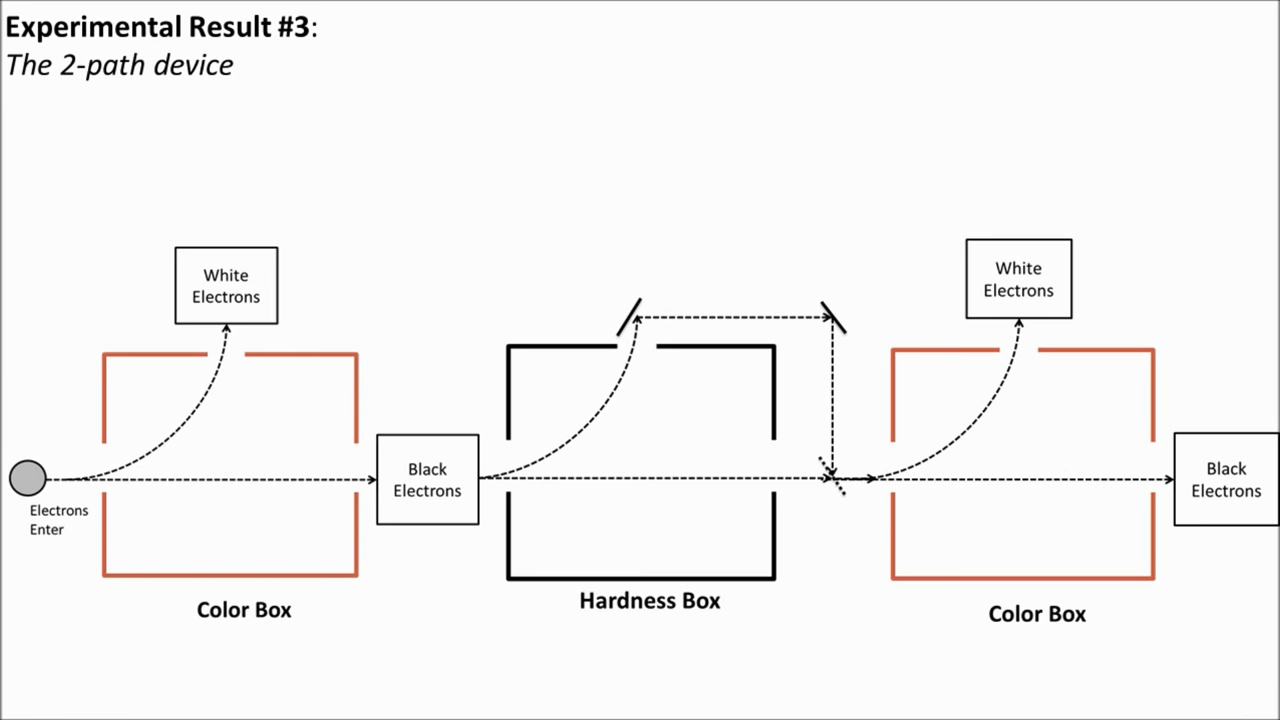 Experimental Result #3:
The 2-path device
White
Electrons
White
Electrons
Black
Electrons
Black
Electrons
Electrons
Enter
Color Box
Hardness Box
Color Box